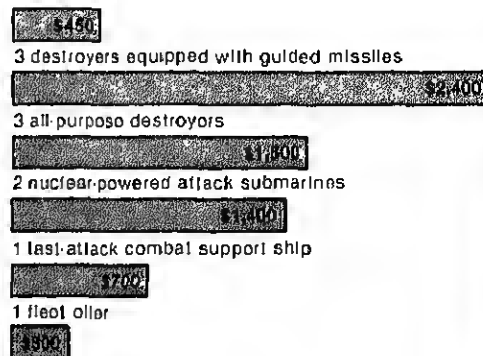 $450
3 destroyers equipped with guided missiles
$2,400
3 all-purpose destroyers
$1,500
2 nuclear-powered attack submarines
$1,400
1 fast-attack combat support ship
$700
1 fleet oiler
$300